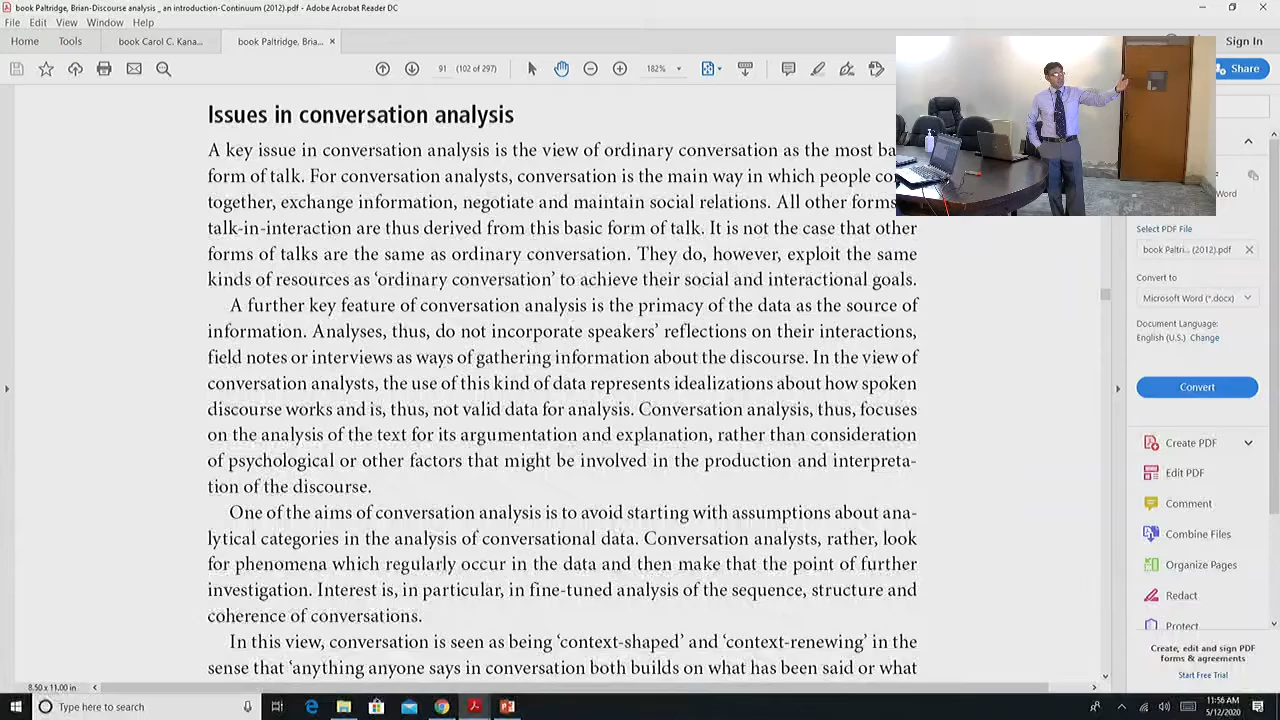 book Paltridge, Brian-Discourse analysis _ an introduction-Continuum (2012).pdf - Adobe Acrobat Reader DC
File Edit View Window Help
Home Tools book Carol C. Kana... book Paltridge, Brian... × Sign In
91 (102 of 297) 182% Share
Issues in conversation analysis
A key issue in conversation analysis is the view of ordinary conversation as the most
form of talk. For conversation analysts, conversation is the main way in which people
together, exchange information, negotiate and maintain social relations. All other forms
talk-in-interaction are thus derived from this basic form of talk. It is not the case that other
forms of talks are the same as ordinary conversation. They do, however, exploit the same
kinds of resources as ‘ordinary conversation’ to achieve their social and interactional goals.
A further key feature of conversation analysis is the primacy of the data as the source of
information. Analyses, thus, do not incorporate speakers’ reflections on their interactions,
field notes or interviews as ways of gathering information about the discourse. In the view of
conversation analysts, the use of this kind of data represents idealizations about how spoken
discourse works and is, thus, not valid data for analysis. Conversation analysis, thus, focuses
on the analysis of the text for its argumentation and explanation, rather than consideration
of psychological or other factors that might be involved in the production and interpreta-
tion of the discourse.
One of the aims of conversation analysis is to avoid starting with assumptions about ana-
lytical categories in the analysis of conversational data. Conversation analysts, rather, look
for phenomena which regularly occur in the data and then make that the point of further
investigation. Interest is, in particular, in fine-tuned analysis of the sequence, structure and
coherence of conversations.
In this view, conversation is seen as being ‘context-shaped’ and ‘context-renewing’ in the
sense that ‘anything anyone says in conversation both builds on what has been said or what
8.50 x 11.00 in
Word
Select PDF File
book Paltri... (2012).pdf
Convert to
Microsoft Word (*.docx)
Document Language:
English (U.S.) Change
Convert
Create PDF
Edit PDF
Comment
Combine Files
Organize Pages
Redact
Protect
Create, edit and sign PDF
forms & agreements
Start Free Trial
Type here to search
11:56 AM
5/12/2020